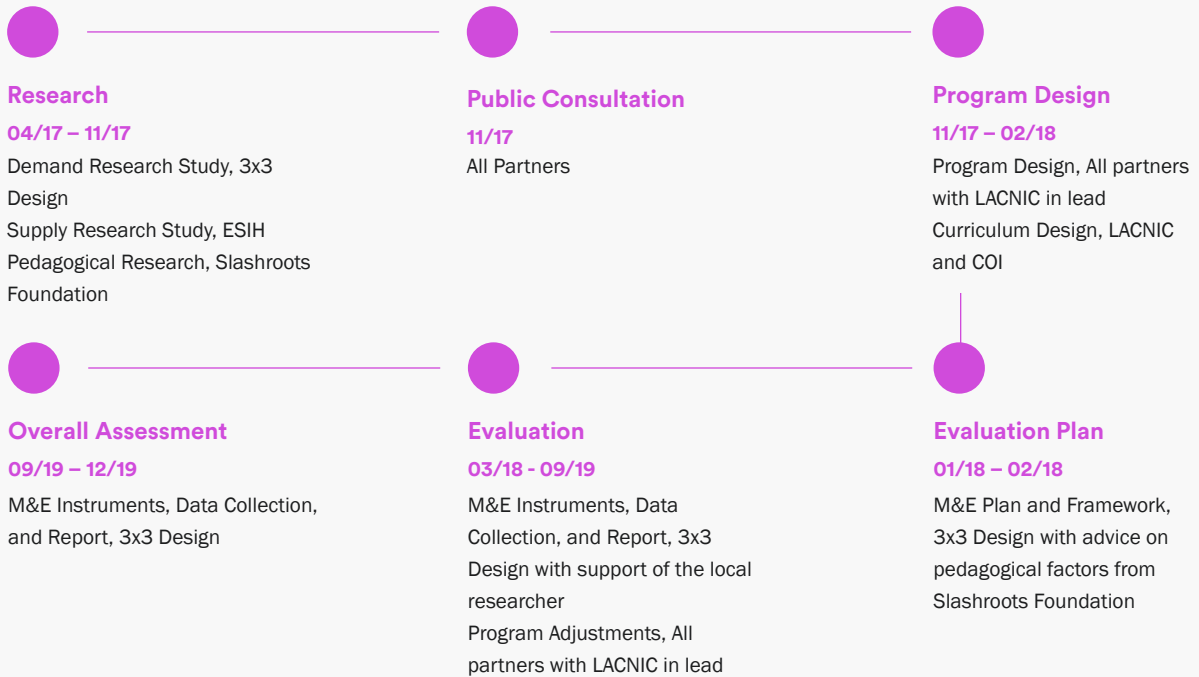 Research
04/17 – 11/17
Demand Research Study, 3x3
Design
Supply Research Study, ESIH
Pedagogical Research, Slashroots
Foundation
Public Consultation
11/17
All Partners
Program Design
11/17 – 02/18
Program Design, All partners
with LACNIC in lead
Curriculum Design, LACNIC
and COI
Overall Assessment
09/19 – 12/19
M&E Instruments, Data Collection,
and Report, 3x3 Design
Evaluation
03/18 - 09/19
M&E Instruments, Data
Collection, and Report, 3x3
Design with support of the local
researcher
Program Adjustments, All
partners with LACNIC in lead
Evaluation Plan
01/18 – 02/18
M&E Plan and Framework,
3x3 Design with advice on
pedagogical factors from
Slashroots Foundation